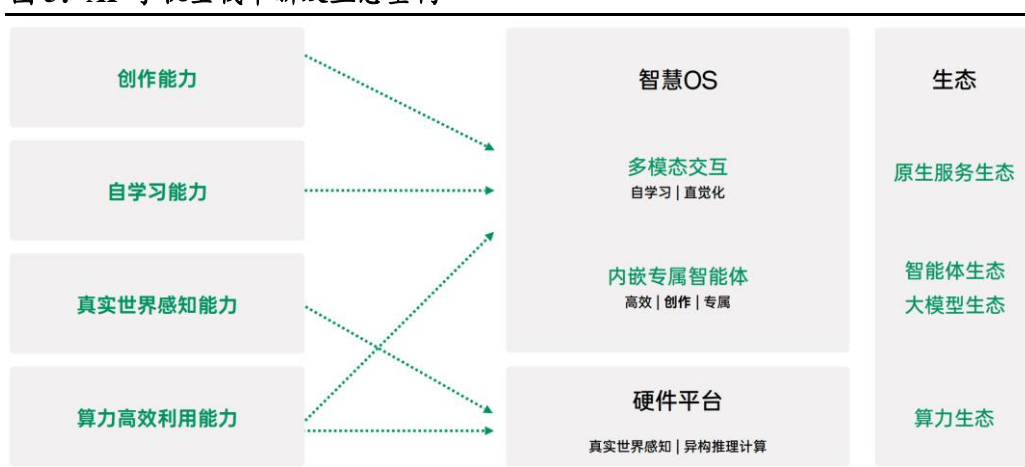 创作能力
自学习能力
真实世界感知能力
算力高效利用能力
智慧OS
多模态交互
自学习 | 直觉化
内嵌专属智能体
高效 | 创作 | 专属
硬件平台
真实世界感知 | 异构推理计算
生态
原生服务生态
智能体生态
大模型生态
算力生态